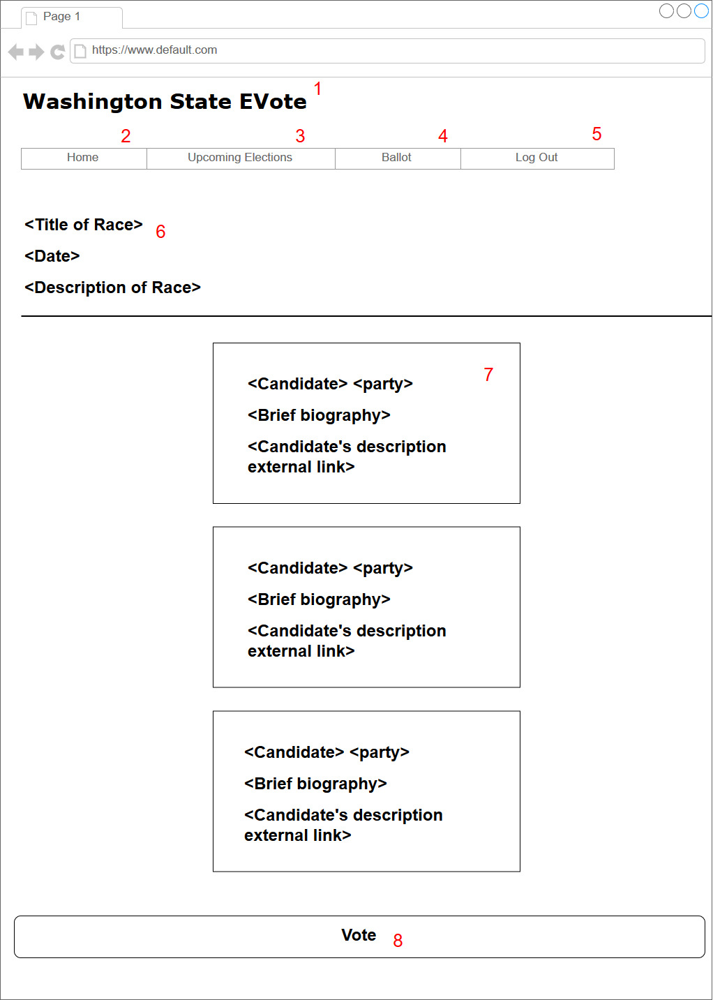 Page 1
https://www.default.com
Washington State EVote 1
2 3 4 5
Home Upcoming Elections Ballot Log Out
<Title of Race> 6
<Date>
<Description of Race>
7
<Candidate> <party>
<Brief biography>
<Candidate's description
external link>
<Candidate> <party>
<Brief biography>
<Candidate's description
external link>
<Candidate> <party>
<Brief biography>
<Candidate's description
external link>
Vote 8